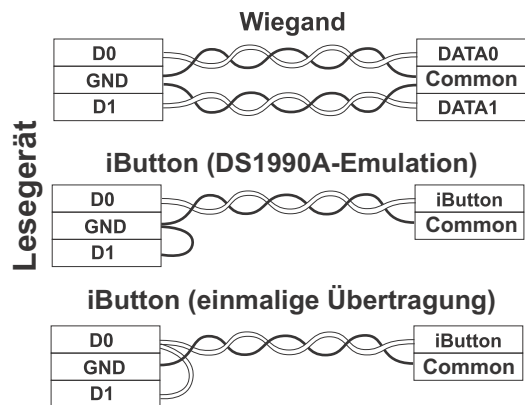 Wiegand
D0 DATA0
GND Common
D1 DATA1
Lesegerät
iButton (DS1990A-Emulation)
D0 iButton
GND Common
D1
iButton (einmalige Übertragung)
D0 iButton
GND Common
D1